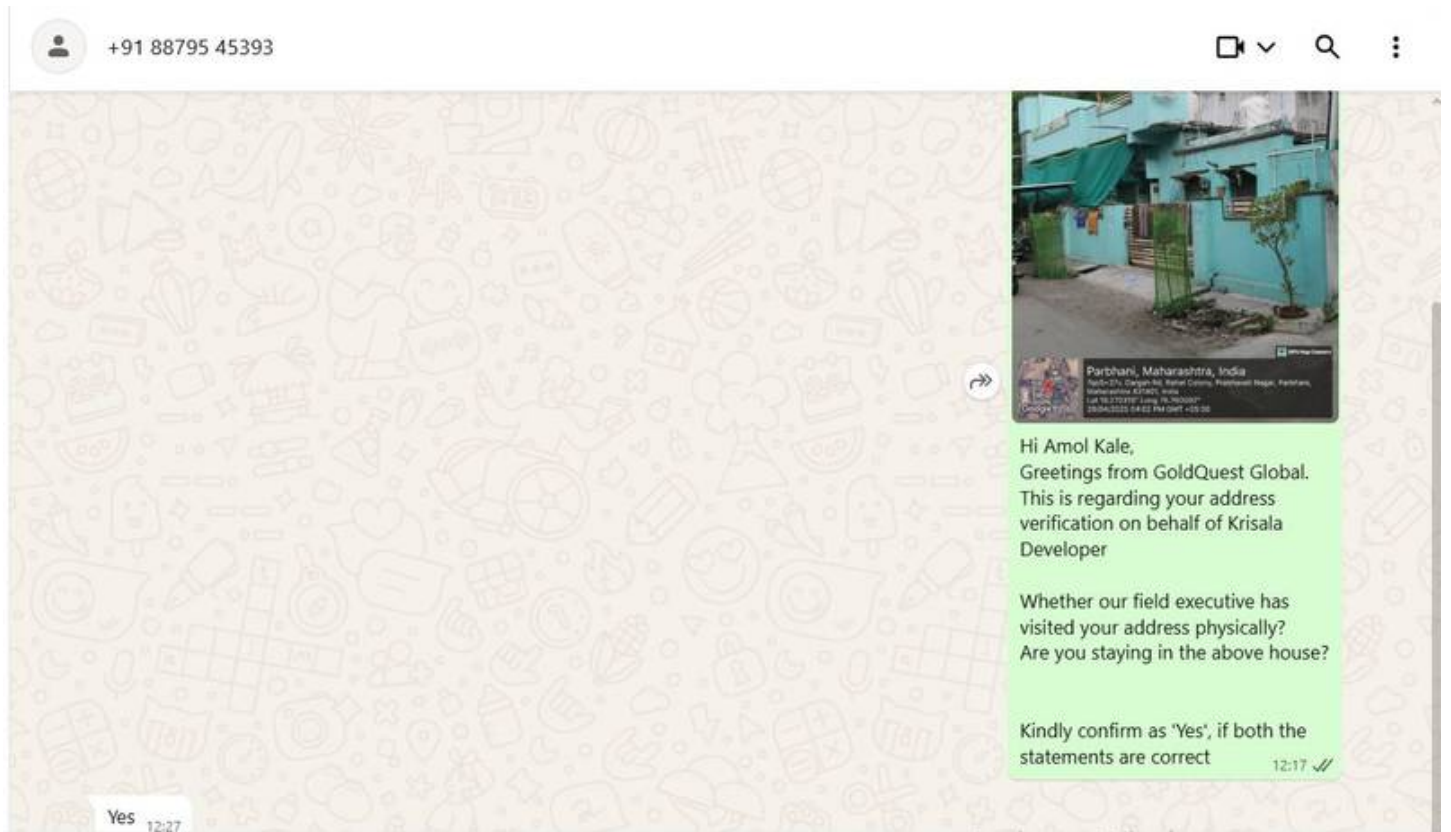 +91 88795 45393
Parbhani, Maharashtra, India
Google
Hi Amol Kale,
Greetings from GoldQuest Global.
This is regarding your address
verification on behalf of Krisala
Developer
Whether our field executive has
visited your address physically?
Are you staying in the above house?
Kindly confirm as 'Yes', if both the
statements are correct
12:17
Yes 12:27